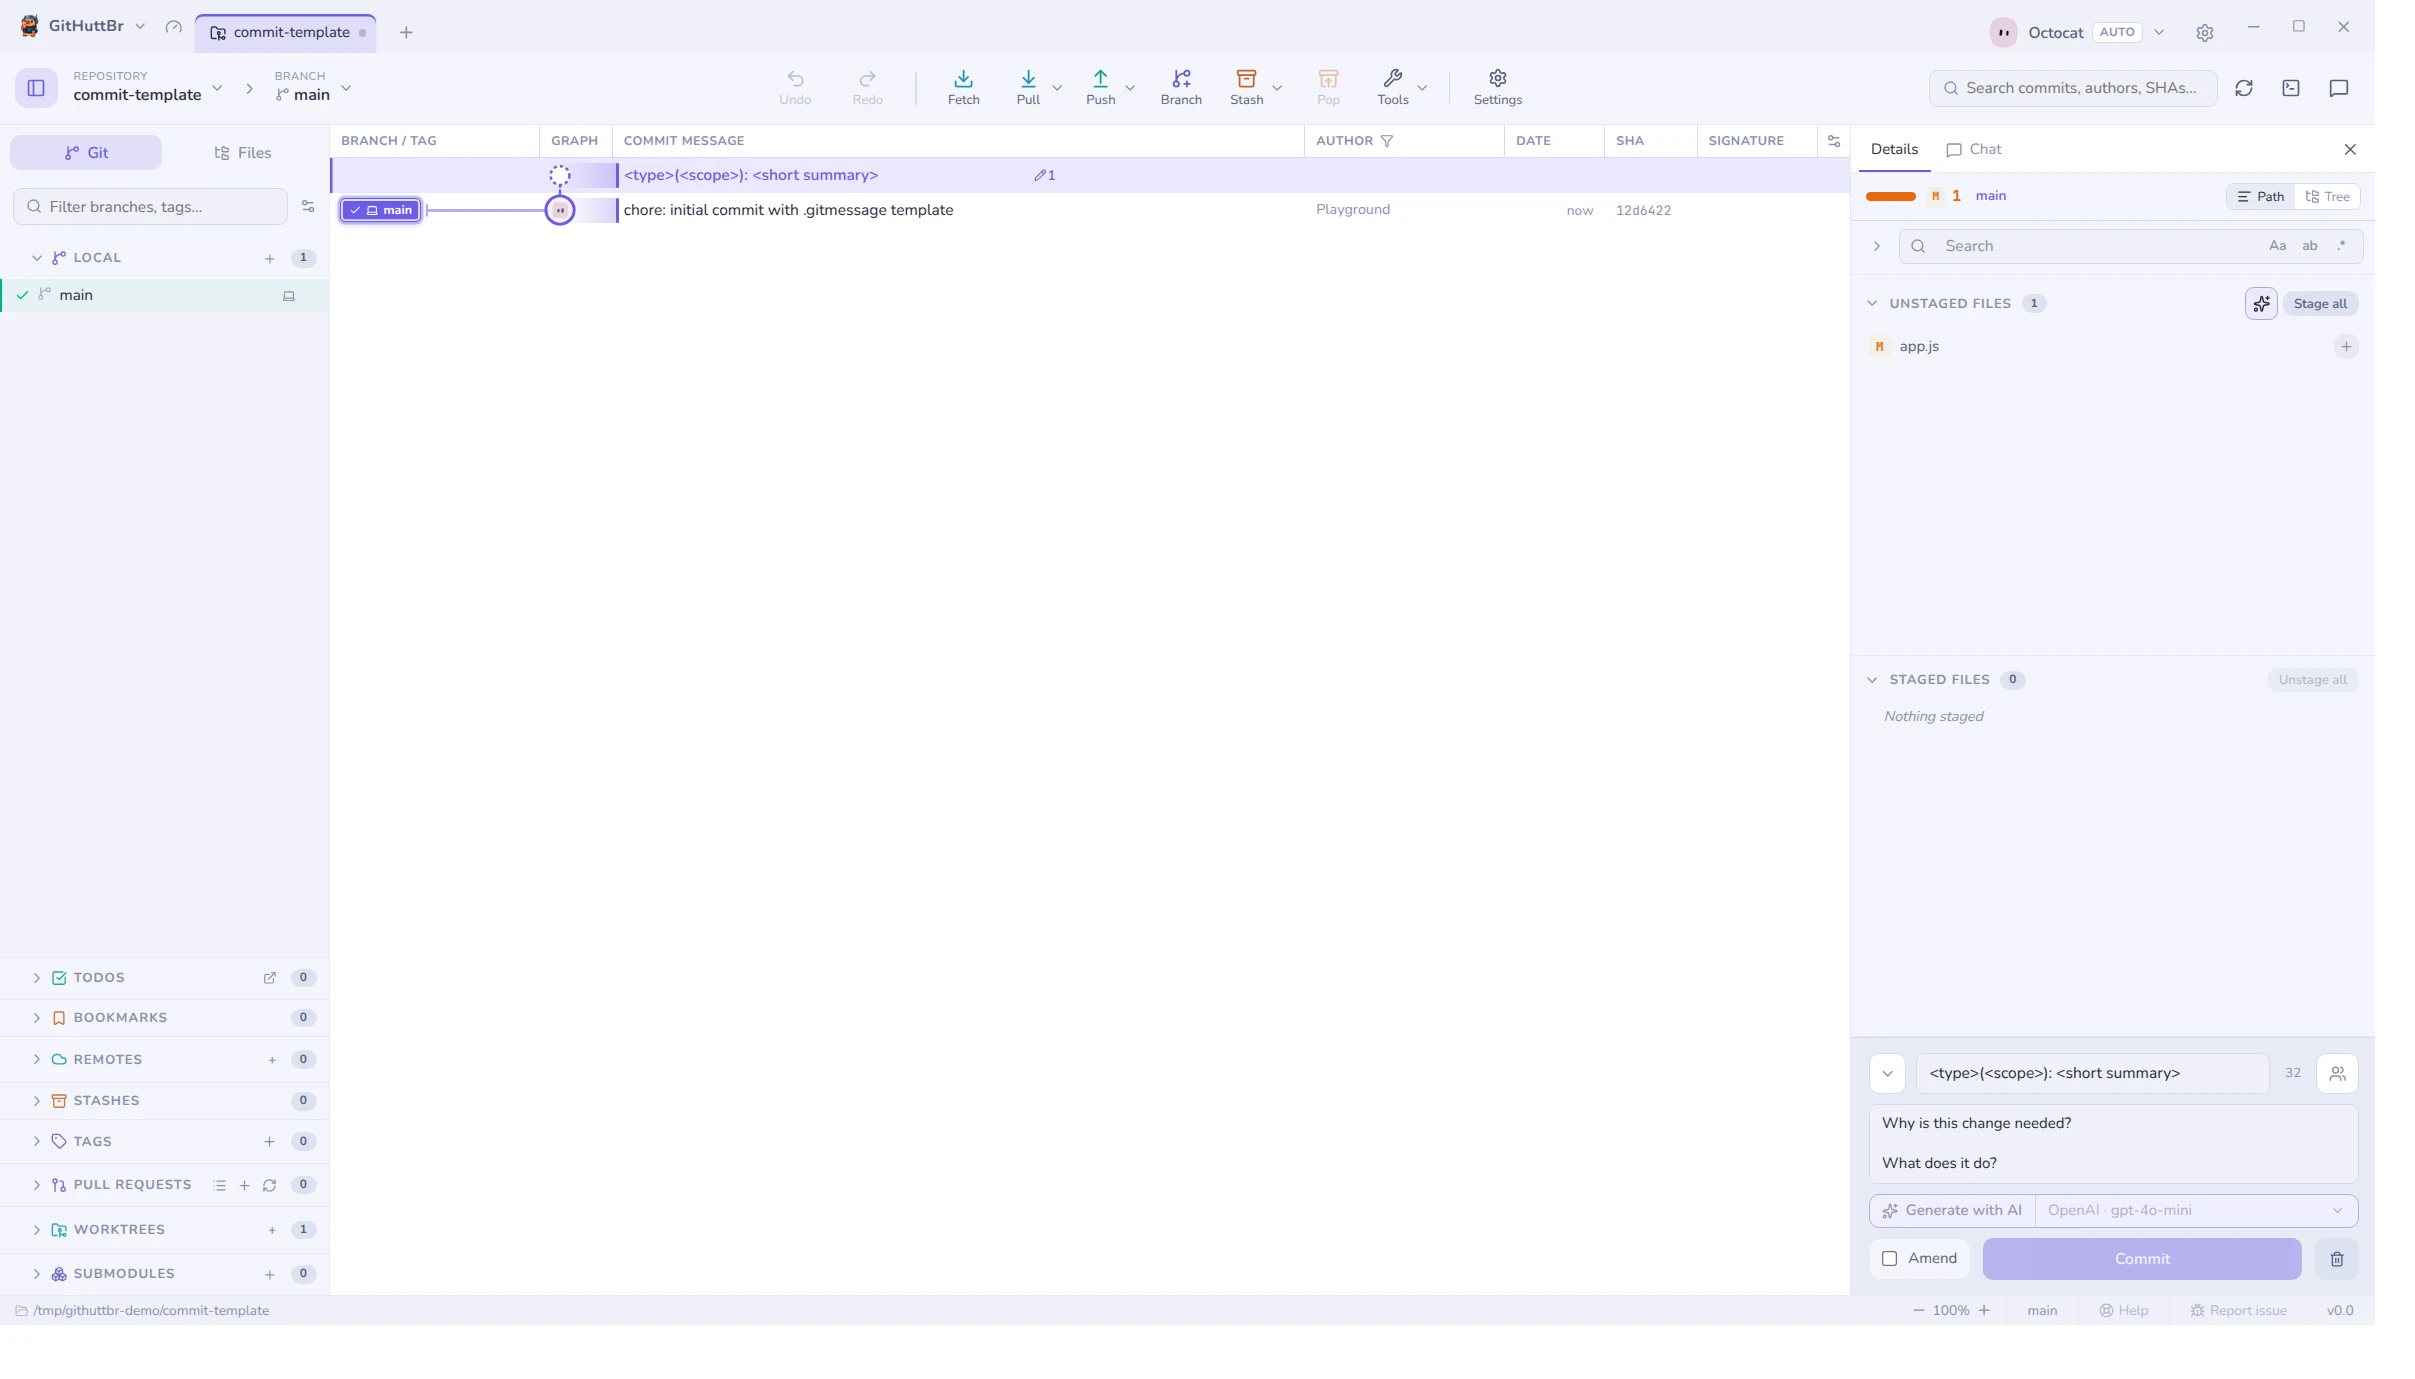 GitHuttBr
commit-template
Octocat AUTO
REPOSITORY
commit-template
BRANCH
main
Undo
Redo
Fetch
Pull
Push
Branch
Stash
Pop
Tools
Settings
Search commits, authors, SHAs...
Git
Files
Filter branches, tags...
LOCAL 1
main
TODOS 0
BOOKMARKS 0
REMOTES 0
STASHES 0
TAGS 0
PULL REQUESTS 0
WORKTREES 1
SUBMODULES 0
BRANCH / TAG GRAPH COMMIT MESSAGE AUTHOR DATE SHA SIGNATURE
<type>(<scope>): <short summary> 1
main chore: initial commit with .gitmessage template Playground now 12d6422
Details Chat
M 1 main Path Tree
Search Aa ab .*
UNSTAGED FILES 1 Stage all
M app.js
STAGED FILES 0 Unstage all
Nothing staged
<type>(<scope>): <short summary> 32
Why is this change needed?
What does it do?
Generate with AI OpenAI · gpt-4o-mini
Amend Commit
/tmp/githuttbr-demo/commit-template
100% main Help Report issue v0.0